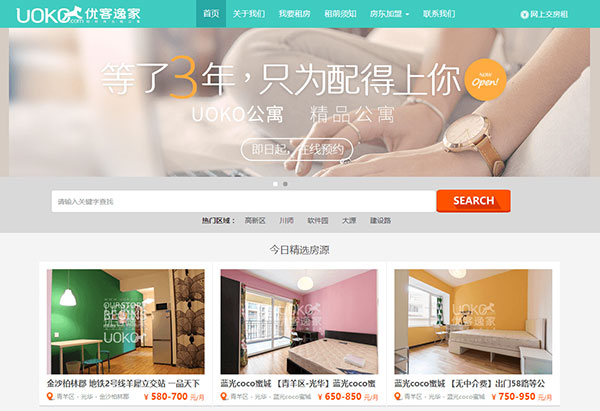 UOKO.com 优客逸家
首页 关于我们 我要租房 租前须知 房东加盟 联系我们 网上交房租
等了3年，只为配得上你
NOW Open!
UOKO公寓 精品公寓
即日起，在线预约
请输入关键字查找
SEARCH
热门区域： 高新区 川师 软件园 大源 建设路
今日精选房源
OUR STORY
BEGINS
UOKO
UOKO
优客逸家
UOKO
优客逸家
金沙柏林郡 地铁2号线羊犀立交站 一品天下
青羊区 - 光华 - 金沙柏林郡 ¥ 580-700 元/月
蓝光coco蜜城 【青羊区-光华】蓝光coco蜜
青羊区 - 光华 - 蓝光coco蜜城 ¥ 650-850 元/月
蓝光coco蜜城 【无中介费】出门58路等公
青羊区 - 光华 - 蓝光coco蜜城 ¥ 750-950 元/月